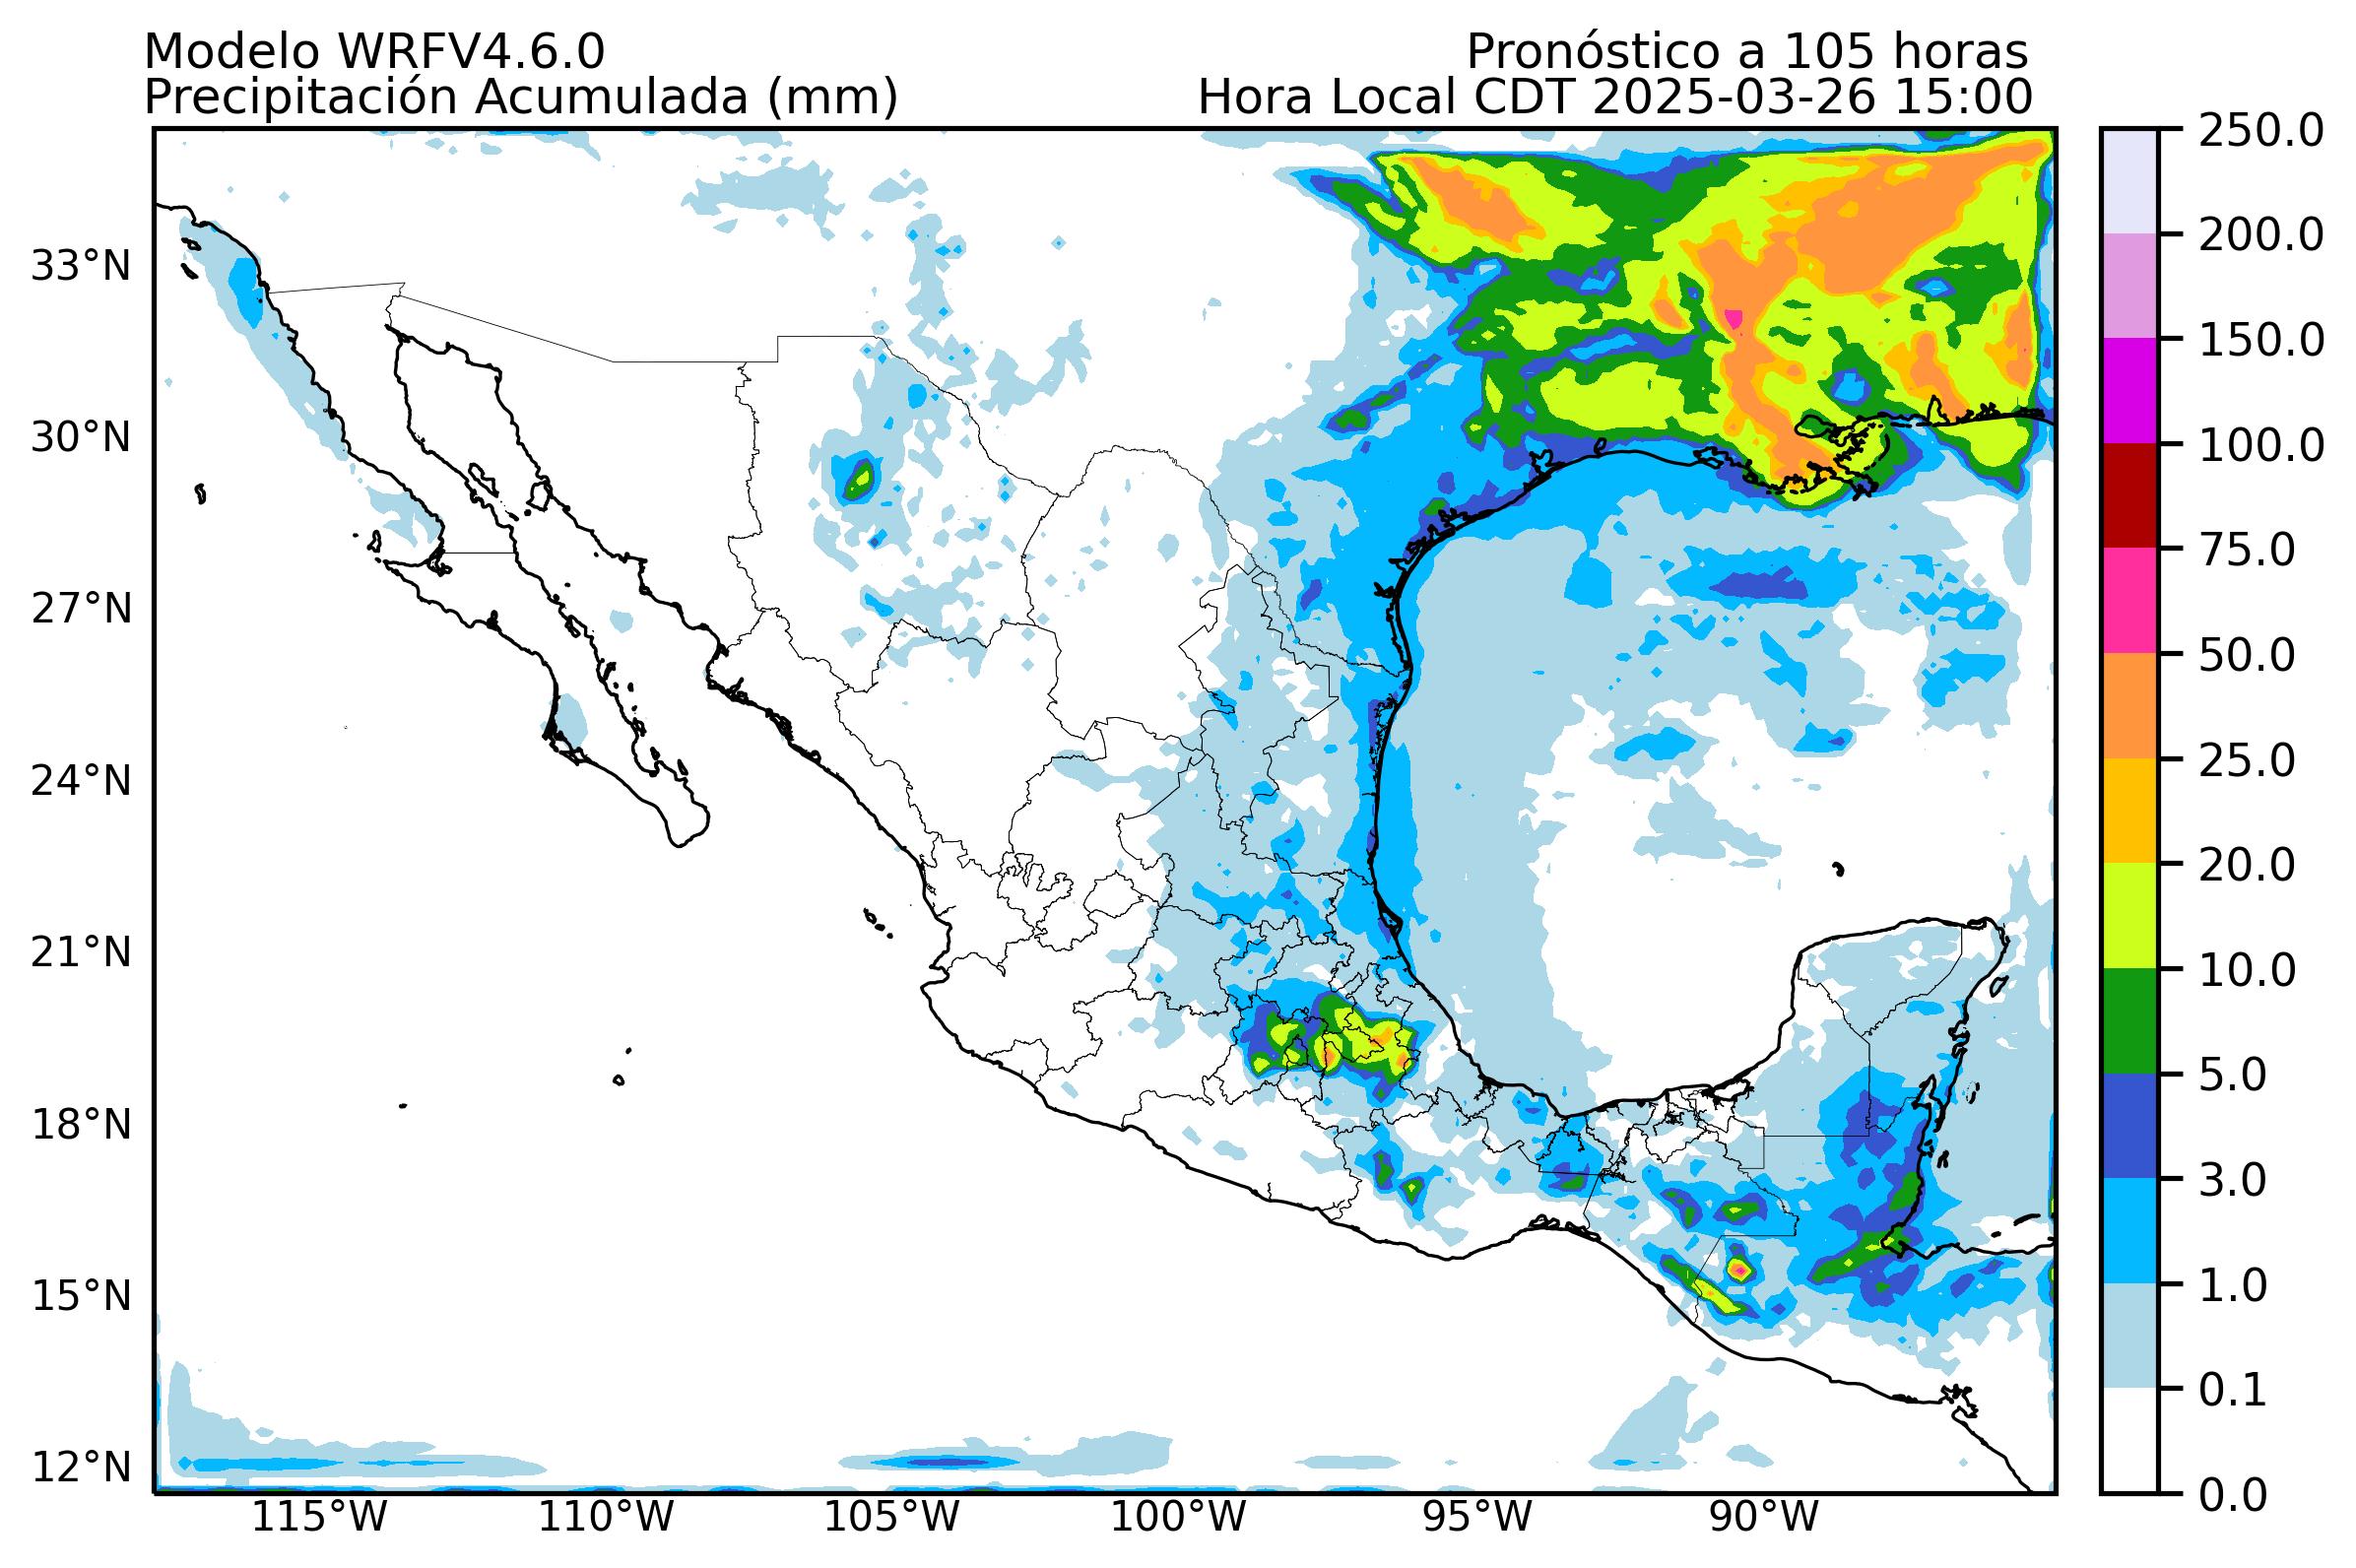 Modelo WRFV4.6.0
Pronóstico a 105 horas
Precipitación Acumulada (mm)
Hora Local CDT 2025-03-26 15:00
33°N
30°N
27°N
24°N
21°N
18°N
15°N
12°N
115°W
110°W
105°W
100°W
95°W
90°W
250.0
200.0
150.0
100.0
75.0
50.0
25.0
20.0
10.0
5.0
3.0
1.0
0.1
0.0